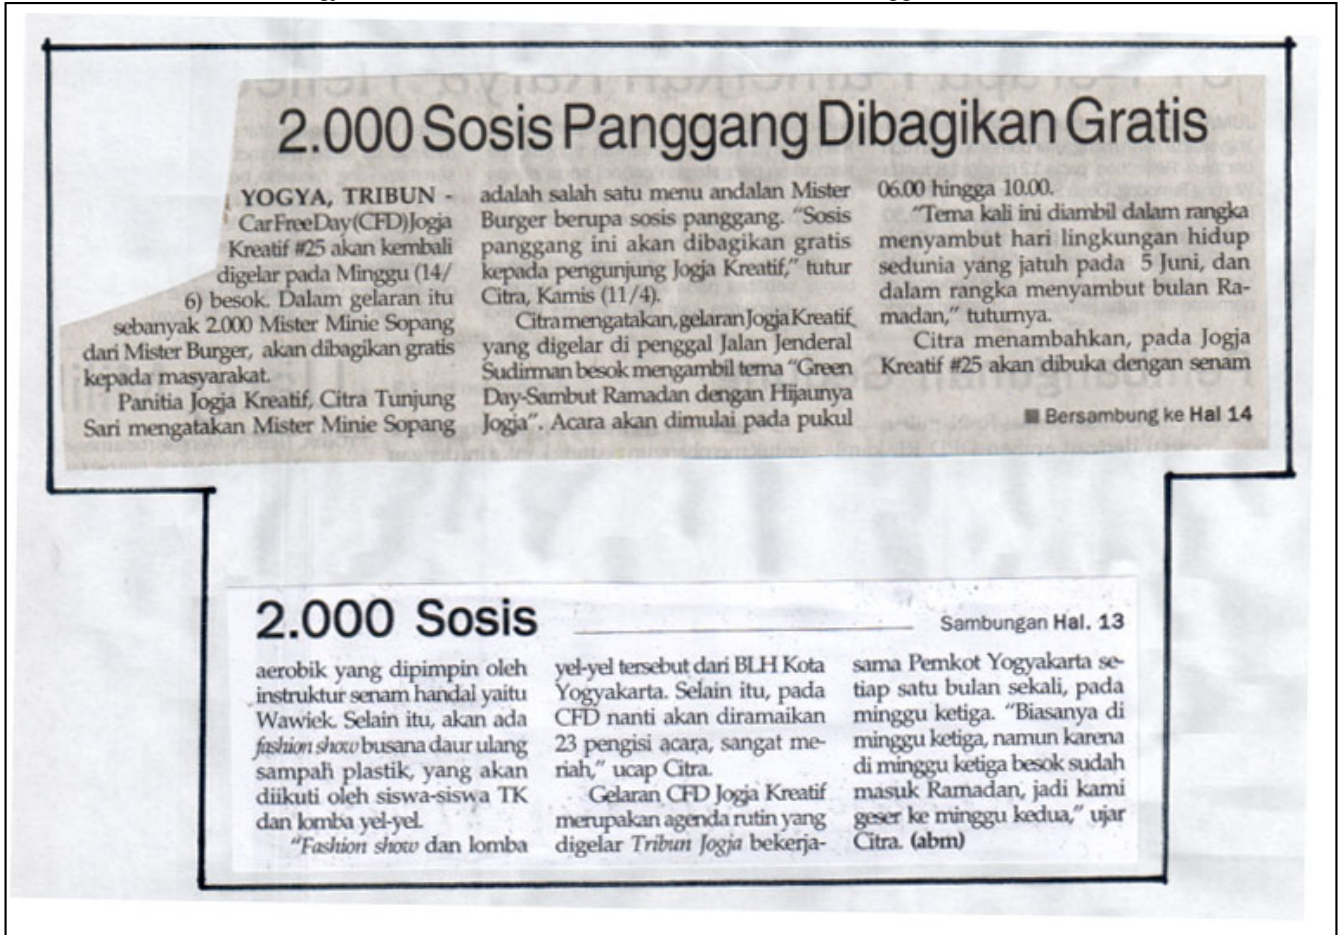 2.000 Sosis Panggang Dibagikan Gratis
YOGYA, TRIBUN -
Car Free Day (CFD) Jogja
Kreatif #25 akan kembali
digelar pada Minggu (14/
6) besok. Dalam gelaran itu
sebanyak 2.000 Mister Minie Sopang
dari Mister Burger, akan dibagikan gratis
kepada masyarakat.
Panitia Jogja Kreatif, Citra Tunjung
Sari mengatakan Mister Minie Sopang
adalah salah satu menu andalan Mister
Burger berupa sosis panggang. “Sosis
panggang ini akan dibagikan gratis
kepada pengunjung Jogja Kreatif,” tutur
Citra, Kamis (11/4).
Citra mengatakan, gelaran Jogja Kreatif
yang digelar di penggal Jalan Jenderal
Sudirman besok mengambil tema “Green
Day-Sambut Ramadan dengan Hijaunya
Jogja”. Acara akan dimulai pada pukul
06.00 hingga 10.00.
“Tema kali ini diambil dalam rangka
menyambut hari lingkungan hidup
sedunia yang jatuh pada 5 Juni, dan
dalam rangka menyambut bulan Ra-
madan,” tuturnya.
Citra menambahkan, pada Jogja
Kreatif #25 akan dibuka dengan senam
■ Bersambung ke Hal 14
2.000 Sosis
Sambungan Hal. 13
aerobik yang dipimpin oleh
instruktur senam handal yaitu
Wawiek. Selain itu, akan ada
fashion show busana daur ulang
sampah plastik, yang akan
diikuti oleh siswa-siswa TK
dan lomba yel-yel.
“Fashion show dan lomba
yel-yel tersebut dari BLH Kota
Yogyakarta. Selain itu, pada
CFD nanti akan diramaikan
23 pengisi acara, sangat me-
riah,” ucap Citra.
Gelaran CFD Jogja Kreatif
merupakan agenda rutin yang
digelar Tribun Jogja bekerja-
sama Pemkot Yogyakarta se-
tiap satu bulan sekali, pada
minggu ketiga. “Biasanya di
minggu ketiga, namun karena
di minggu ketiga besok sudah
masuk Ramadan, jadi kami
geser ke minggu kedua,” ujar
Citra. (abm)